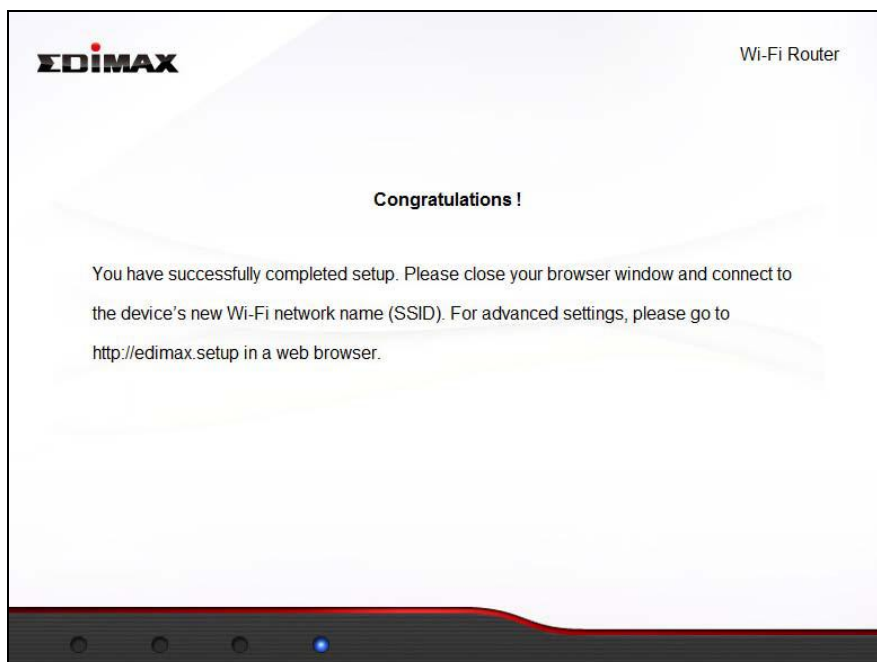 EDIMAX
Wi-Fi Router
Congratulations !
You have successfully completed setup. Please close your browser window and connect to
the device's new Wi-Fi network name (SSID). For advanced settings, please go to
http://edimax.setup in a web browser.